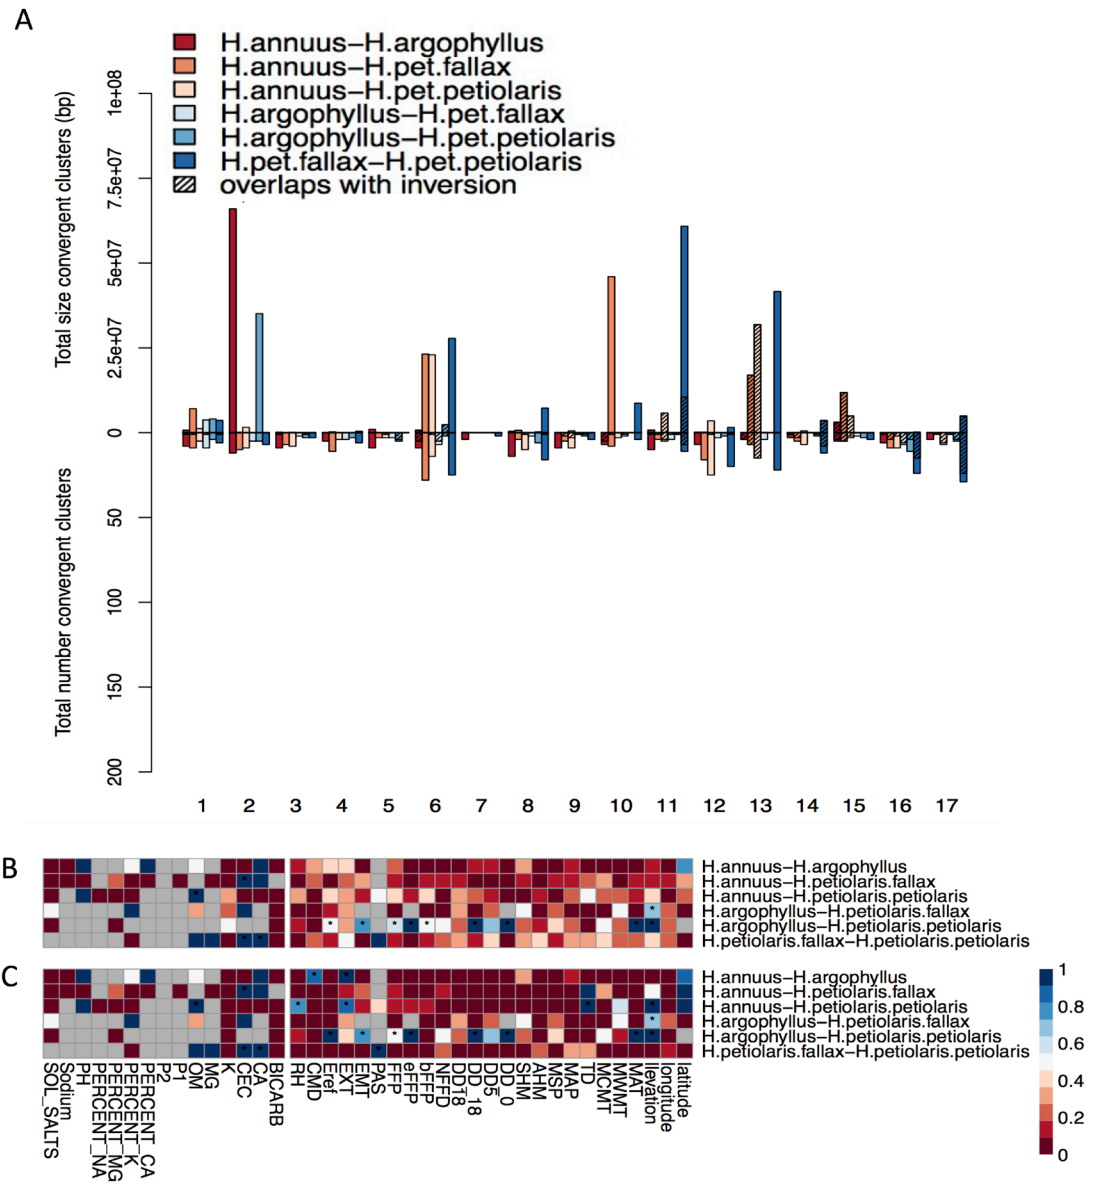 A
H.annuus−H.argophyllus
H.annuus−H.pet.fallax
H.annuus−H.pet.petiolaris
H.argophyllus−H.pet.fallax
H.argophyllus−H.pet.petiolaris
H.pet.fallax−H.pet.petiolaris
overlaps with inversion
Total size convergent clusters (bp)
1e+08
7.5e+07
5e+07
2.5e+07
0
Total number convergent clusters
50
100
150
200
1 2 3 4 5 6 7 8 9 10 11 12 13 14 15 16 17
B
H.annuus−H.argophyllus
H.annuus−H.petiolaris.fallax
H.annuus−H.petiolaris.petiolaris
H.argophyllus−H.petiolaris.fallax
H.argophyllus−H.petiolaris.petiolaris
H.petiolaris.fallax−H.petiolaris.petiolaris
C
H.annuus−H.argophyllus
H.annuus−H.petiolaris.fallax
H.annuus−H.petiolaris.petiolaris
H.argophyllus−H.petiolaris.fallax
H.argophyllus−H.petiolaris.petiolaris
H.petiolaris.fallax−H.petiolaris.petiolaris
SOL_SALTS
Sodium
PH
PERCENT_NA
PERCENT_MG
PERCENT_K
PERCENT_CA
P2
P1
OM
MG
K
CEC
CA
BICARB
RH
CMD
Eref
EXT
EMT
PAS
FFP
eFFP
bFFP
NFFD
DD18
DD_18
DD5
DD_0
SHM
AHM
MSP
MAP
TD
MCMT
MWMT
MAT
llevation
longitude
latitude
1
0.8
0.6
0.4
0.2
0